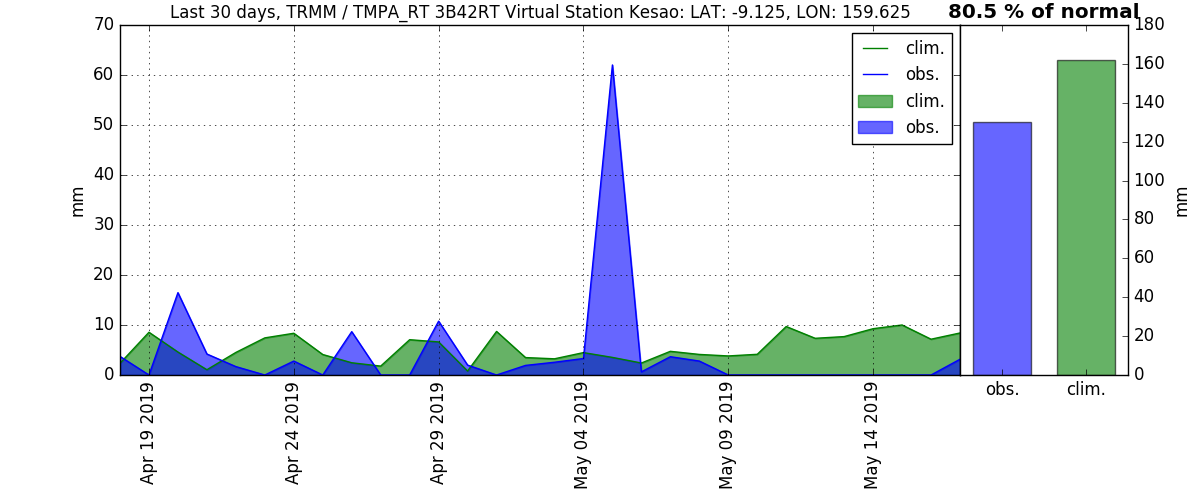 Last 30 days, TRMM / TMPA_RT 3B42RT Virtual Station Kesao: LAT: -9.125, LON: 159.625
80.5 % of normal
70
60
50
40
30
20
10
0
mm
clim.
obs.
clim.
obs.
Apr 19 2019
Apr 24 2019
Apr 29 2019
May 04 2019
May 09 2019
May 14 2019
180
160
140
120
100
80
60
40
20
0
mm
obs.
clim.